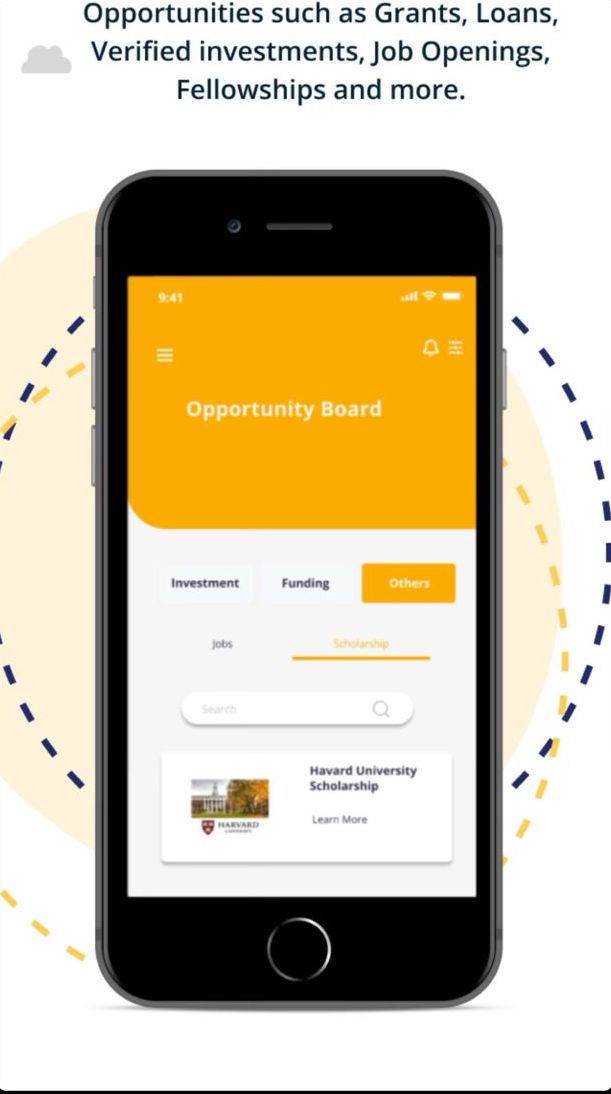 Opportunities such as Grants, Loans,
Verified investments, Job Openings,
Fellowships and more.
9:41
Opportunity Board
Investment Funding Others
Jobs Scholarship
Search
Havard University
Scholarship
Learn More
HARVARD
UNIVERSITY